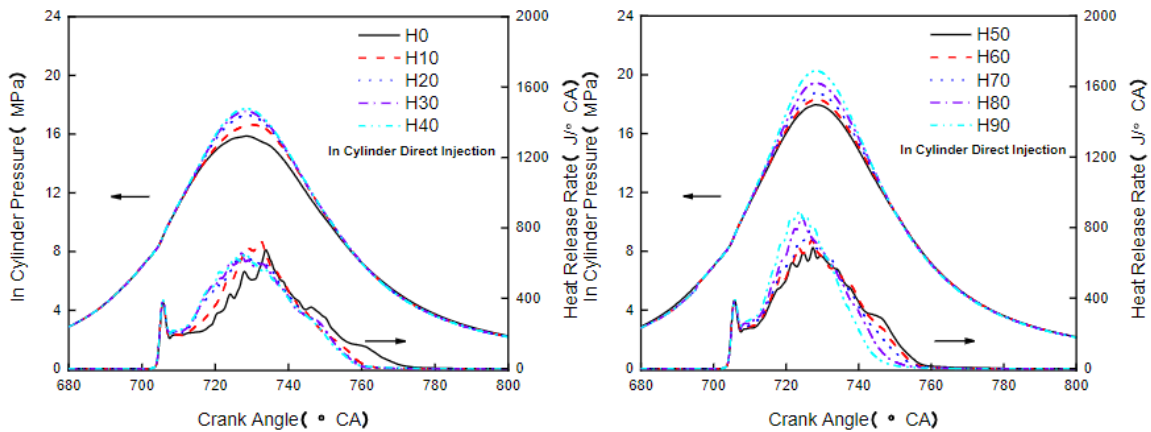 In Cylinder Pressure( MPa)
24
20
16
12
8
4
0
H0
H10
H20
H30
H40
In Cylinder Direct Injection
2000
1600
1200
800
400
0
Heat Release Rate( J/° CA)
680 700 720 740 760 780 800
Crank Angle( ° CA)
In Cylinder Pressure( MPa)
24
20
16
12
8
4
0
H50
H60
H70
H80
H90
In Cylinder Direct Injection
2000
1600
1200
800
400
0
Heat Release Rate( J/° CA)
680 700 720 740 760 780 800
Crank Angle( ° CA)